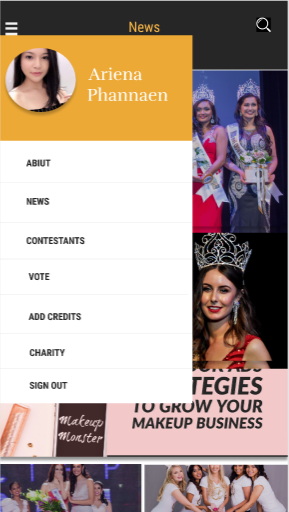 News
Ariena
Phannaen
ABIUT
NEWS
CONTESTANTS
VOTE
ADD CREDITS
CHARITY
SIGN OUT
ADS
TEGIES
TO GROW YOUR
MAKEUP BUSINESS
Makeup
Monster